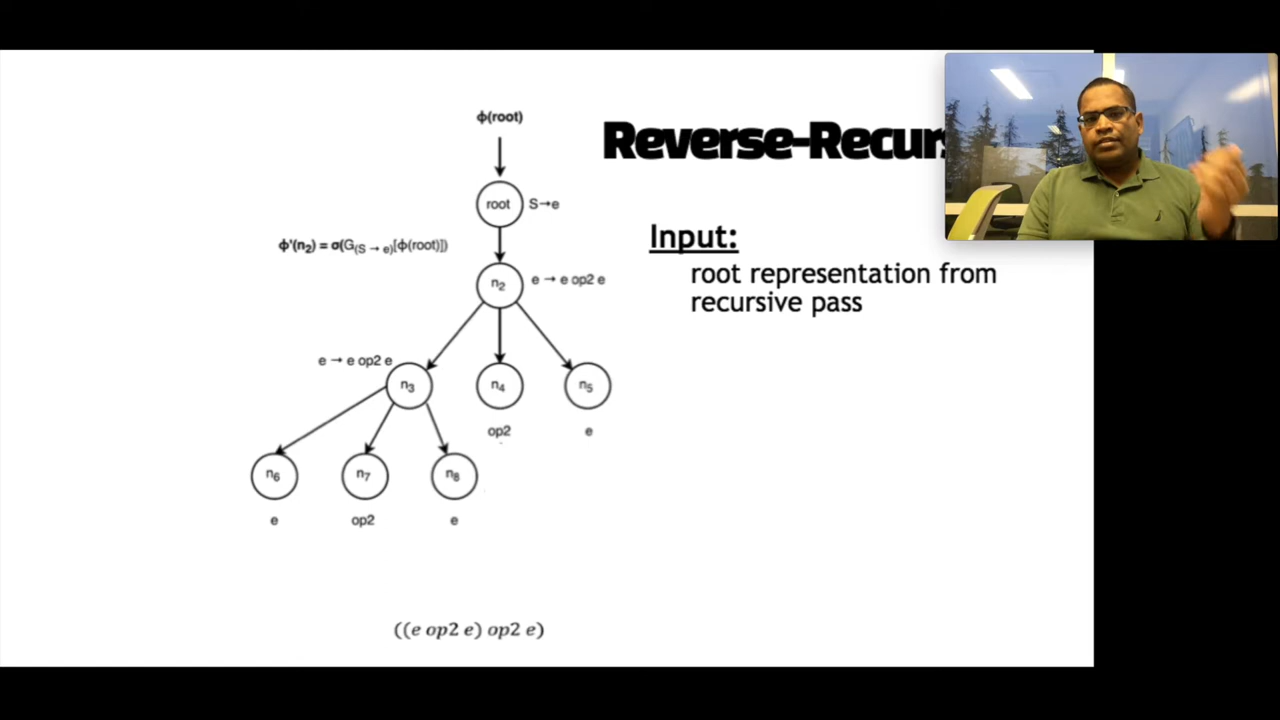 ϕ(root)
Reverse-Recurs
root
S→e
ϕ'(n₂) = σ(G(S → e)[ϕ(root)])
Input:
root representation from
recursive pass
n₂
e → e op2 e
e → e op2 e
n₃
n₄
n₅
op2
e
n₆
n₇
n₈
e
op2
e
((e op2 e) op2 e)